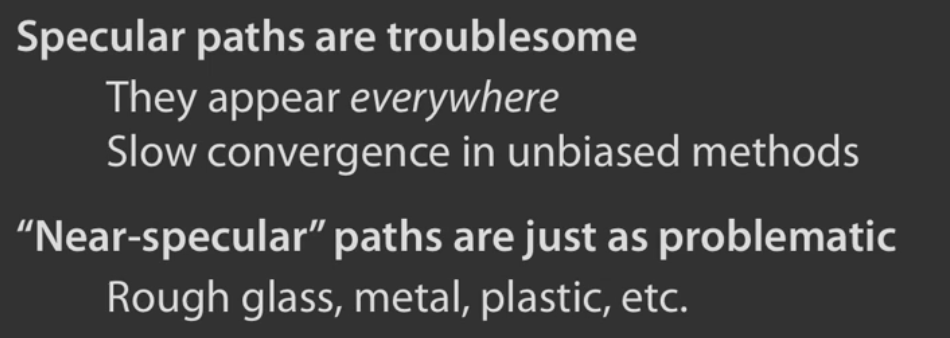 Specular paths are troublesome
They appear everywhere
Slow convergence in unbiased methods
“Near-specular” paths are just as problematic
Rough glass, metal, plastic, etc.